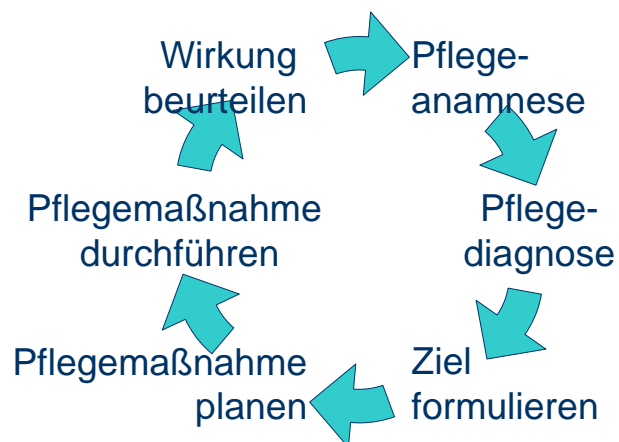 Wirkung
beurteilen
Pflege-
anamnese
Pflege-
diagnose
Ziel
formulieren
Pflegemaßnahme
planen
Pflegemaßnahme
durchführen